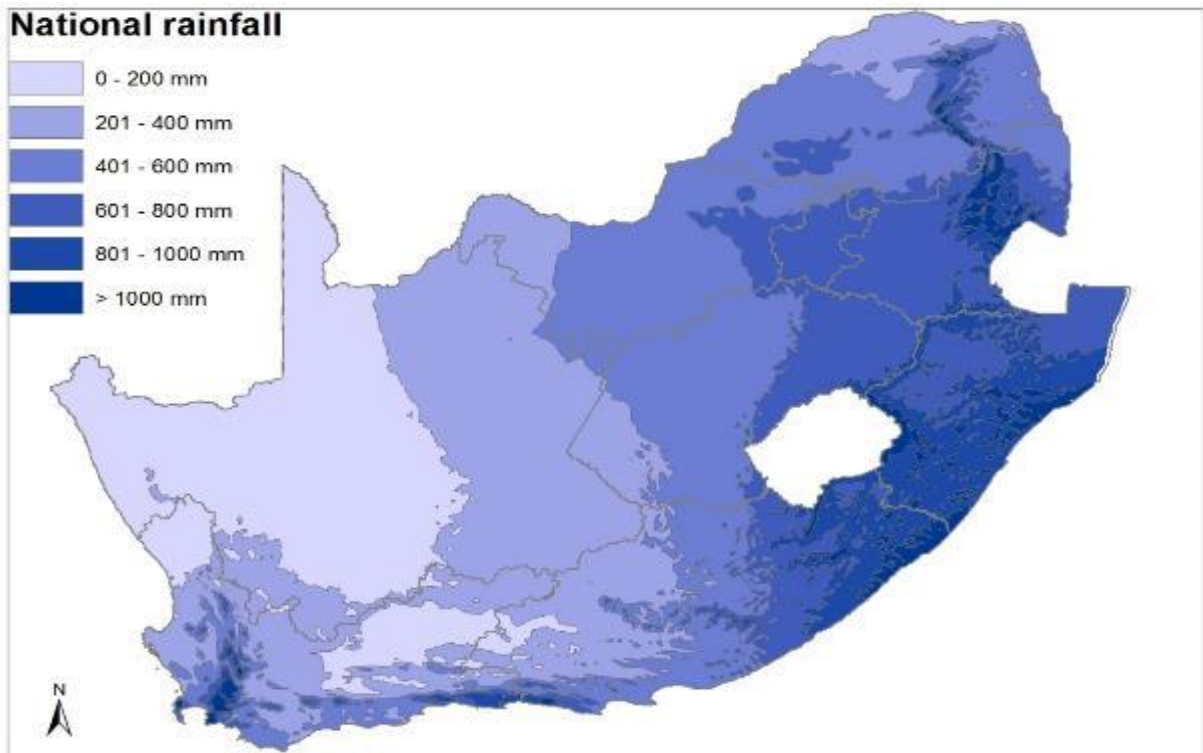 National rainfall
0 - 200 mm
201 - 400 mm
401 - 600 mm
601 - 800 mm
801 - 1000 mm
> 1000 mm
N